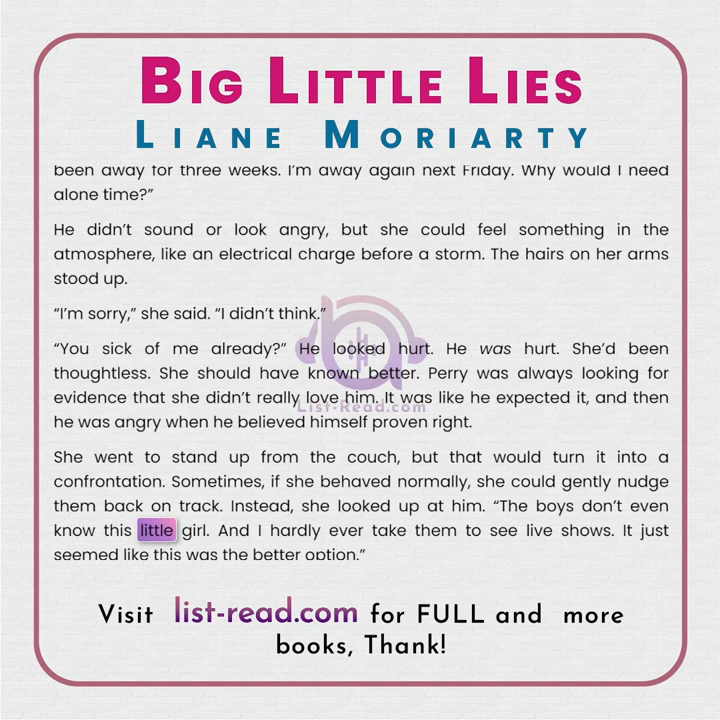 BIG LITTLE LIES
LIANE MORIARTY
been away for three weeks. I’m away again next Friday. Why would I need
alone time?”
He didn’t sound or look angry, but she could feel something in the
atmosphere, like an electrical charge before a storm. The hairs on her arms
stood up.
“I’m sorry,” she said. “I didn’t think.”
“You sick of me already?” He looked hurt. He was hurt. She’d been
thoughtless. She should have known better. Perry was always looking for
evidence that she didn’t really love him. It was like he expected it, and then
List-Read.com
he was angry when he believed himself proven right.
She went to stand up from the couch, but that would turn it into a
confrontation. Sometimes, if she behaved normally, she could gently nudge
them back on track. Instead, she looked up at him. “The boys don’t even
know this little girl. And I hardly ever take them to see live shows. It just
seemed like this was the better option.”
Visit list-read.com for FULL and more
books, Thank!